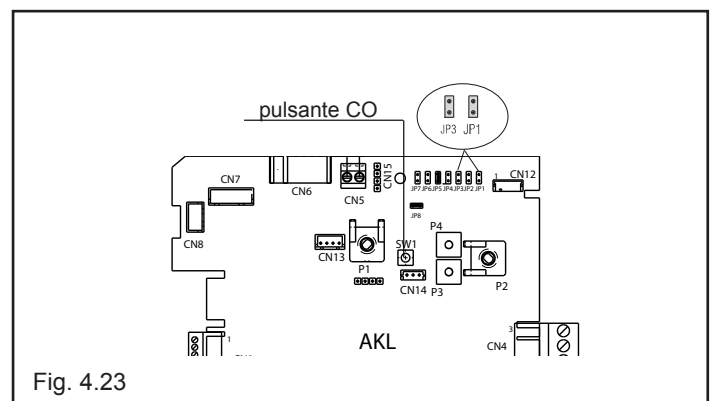 pulsante CO
JP3 JP1
CN7
CN6
CN5
CN15
JP7 JP6 JP5 JP4 JP3 JP2 JP1
1 CN12
CN8
JP8
CN13
P1
SW1
P4
CN14 P3
P2
1
AKL
3
CN4
Fig. 4.23